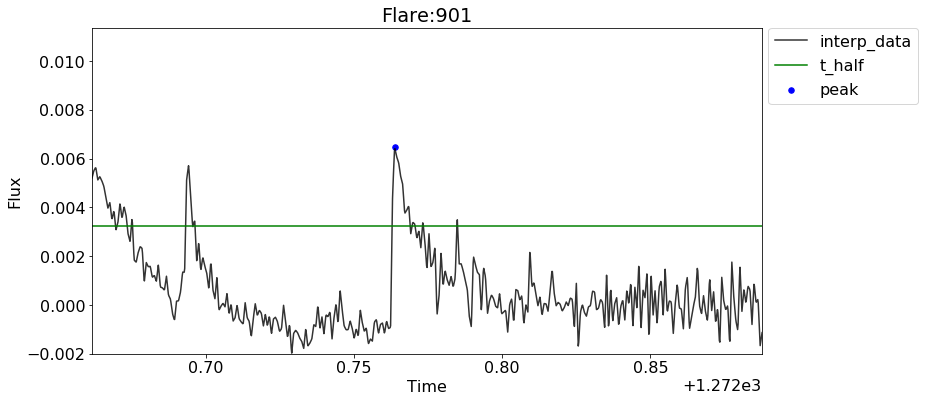 Flare:901
interp_data
t_half
peak
Flux
0.010
0.008
0.006
0.004
0.002
0.000
−0.002
0.70 0.75 0.80 0.85
Time
+1.272e3